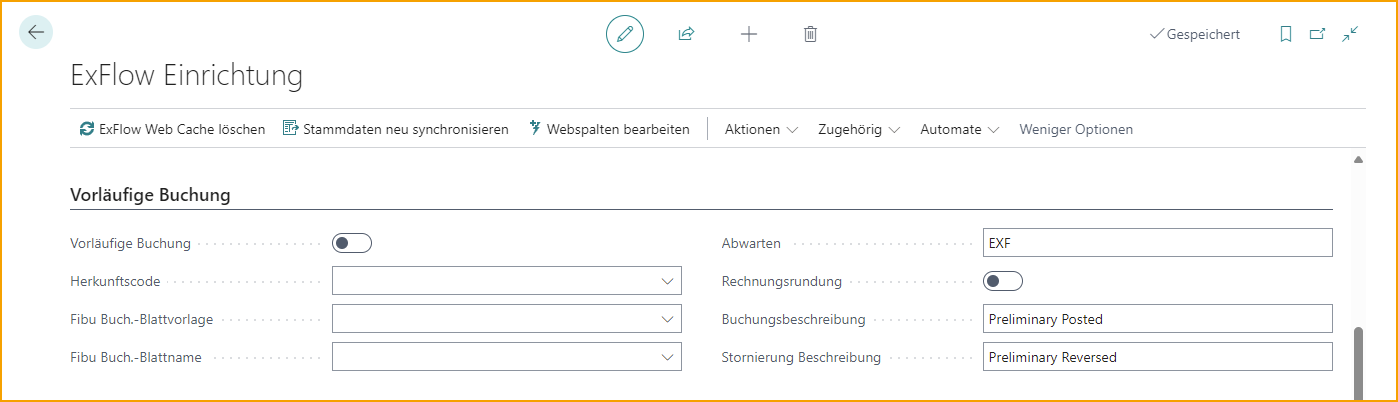 Gespeichert
ExFlow Einrichtung
ExFlow Web Cache löschen Stammdaten neu synchronisieren Webspalten bearbeiten Aktionen Zugehörig Automate Weniger Optionen
Vorläufige Buchung
Vorläufige Buchung Abwarten EXF
Herkunftscode Rechnungsrundung
Fibu Buch.-Blattvorlage Buchungsbeschreibung Preliminary Posted
Fibu Buch.-Blattname Stornierung Beschreibung Preliminary Reversed